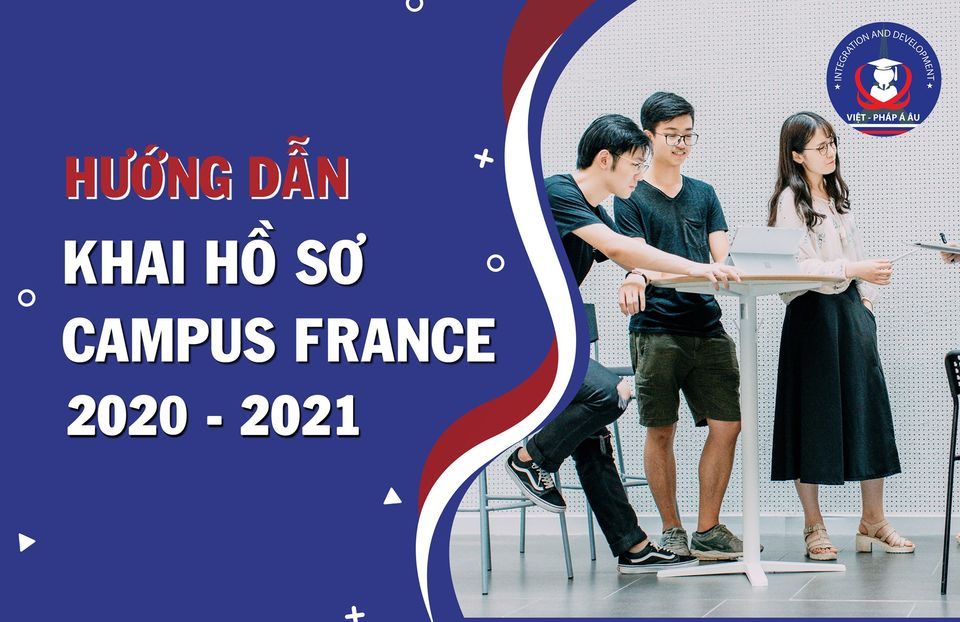 HƯỚNG DẪN
KHAI HỒ SƠ
CAMPUS FRANCE
2020 - 2021
INTEGRATION AND DEVELOPMENT
VIỆT - PHÁP Á ÂU